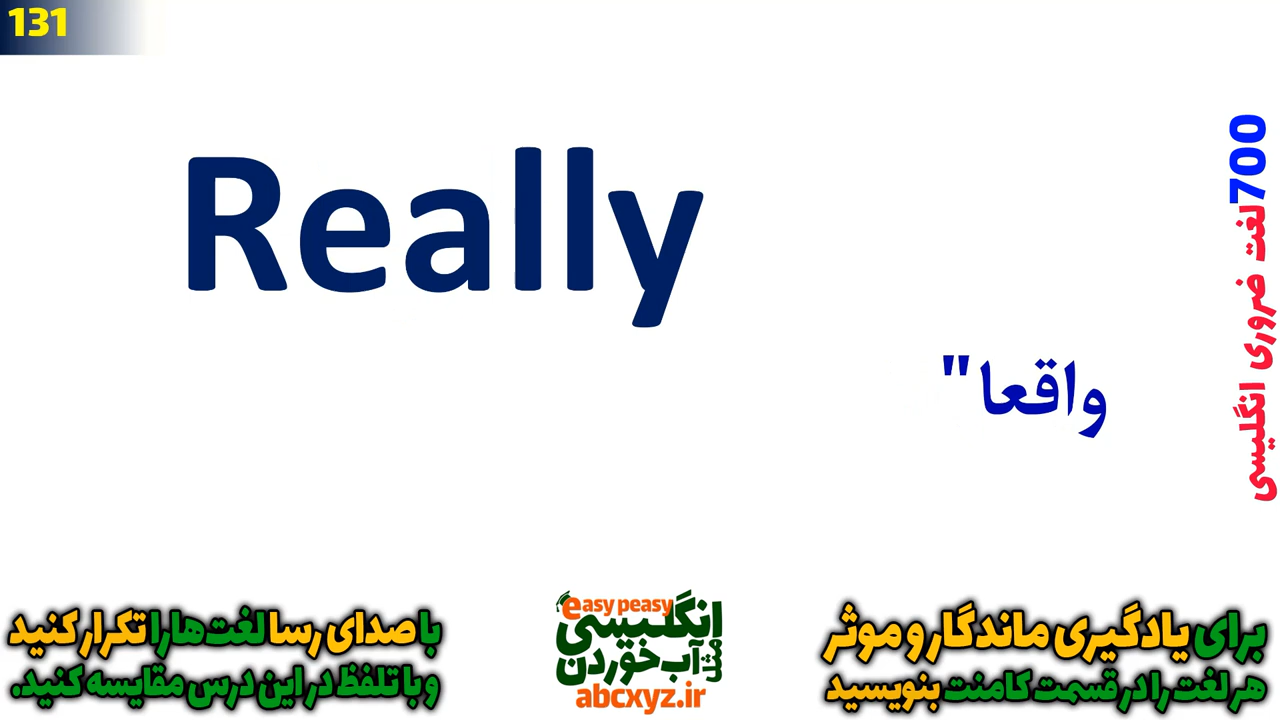 131
Really
واقعا"
700 لغت ضروری انگلیسی
برای یادگیری ماندگار و موثر
هر لغت را در قسمت کامنت بنویسید
easy peasy
انگلیسی
مثل آب خوردن
abcxyz.ir
با صدای رسا لغت‌ها را تکرار کنید
و با تلفظ در این درس مقایسه کنید.